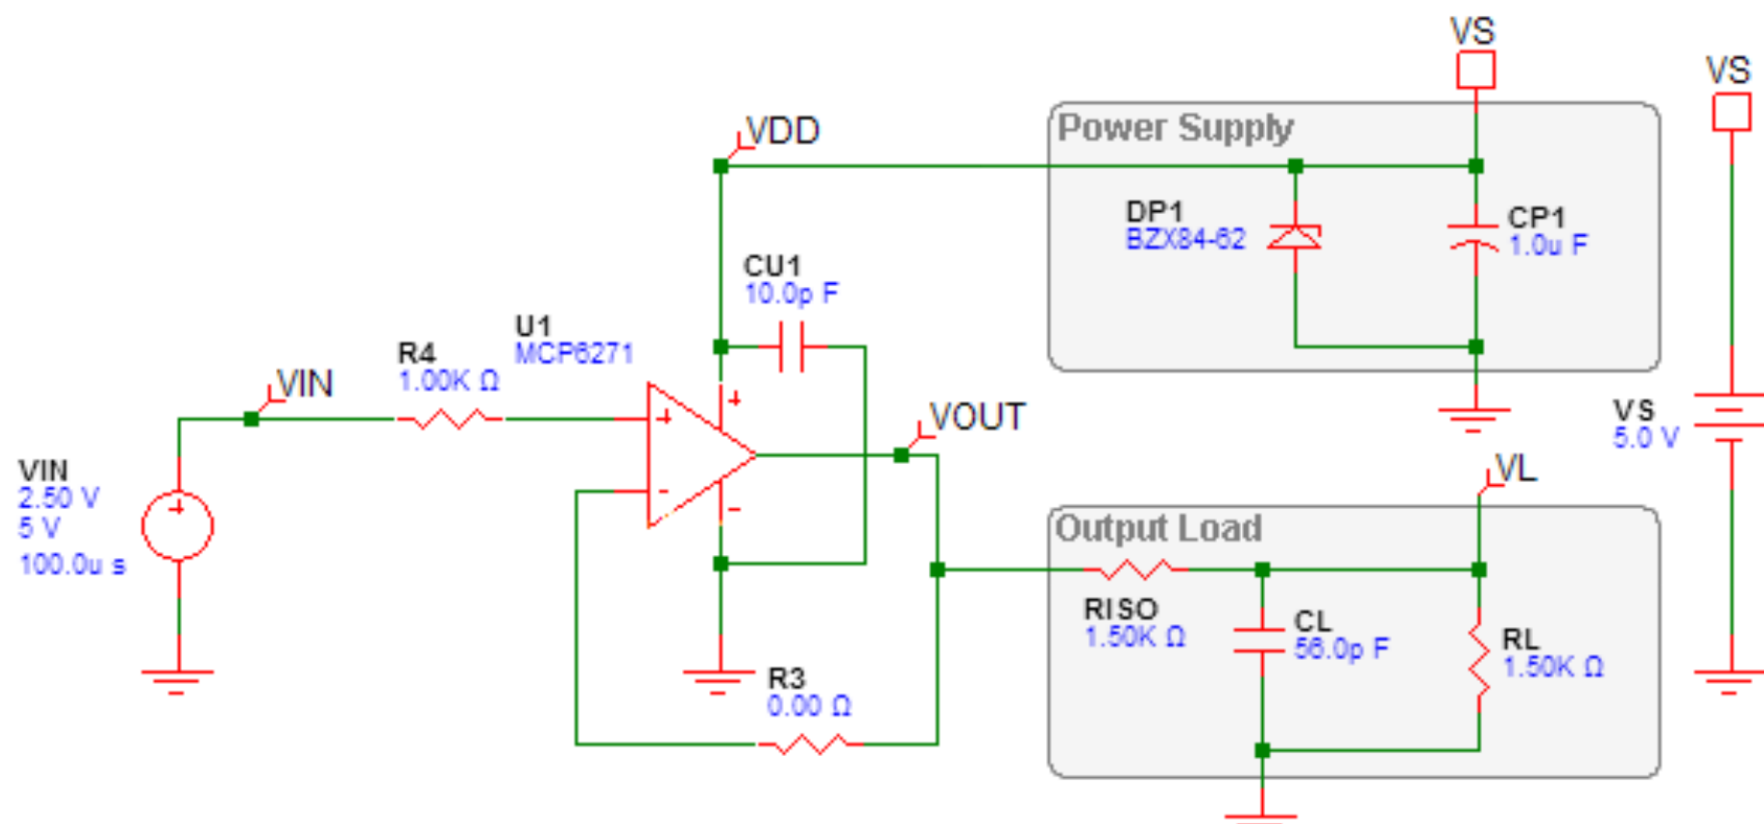 VS
VS
VDD
Power Supply
DP1
BZX84-62
CP1
1.0u F
CU1
10.0p F
U1
MCP6271
R4
1.00K Ω
VIN
+
-
+
-
VOUT
VS
5.0 V
VIN
2.50 V
5 V
100.0u s
+
VL
Output Load
RISO
1.50K Ω
CL
56.0p F
RL
1.50K Ω
R3
0.00 Ω